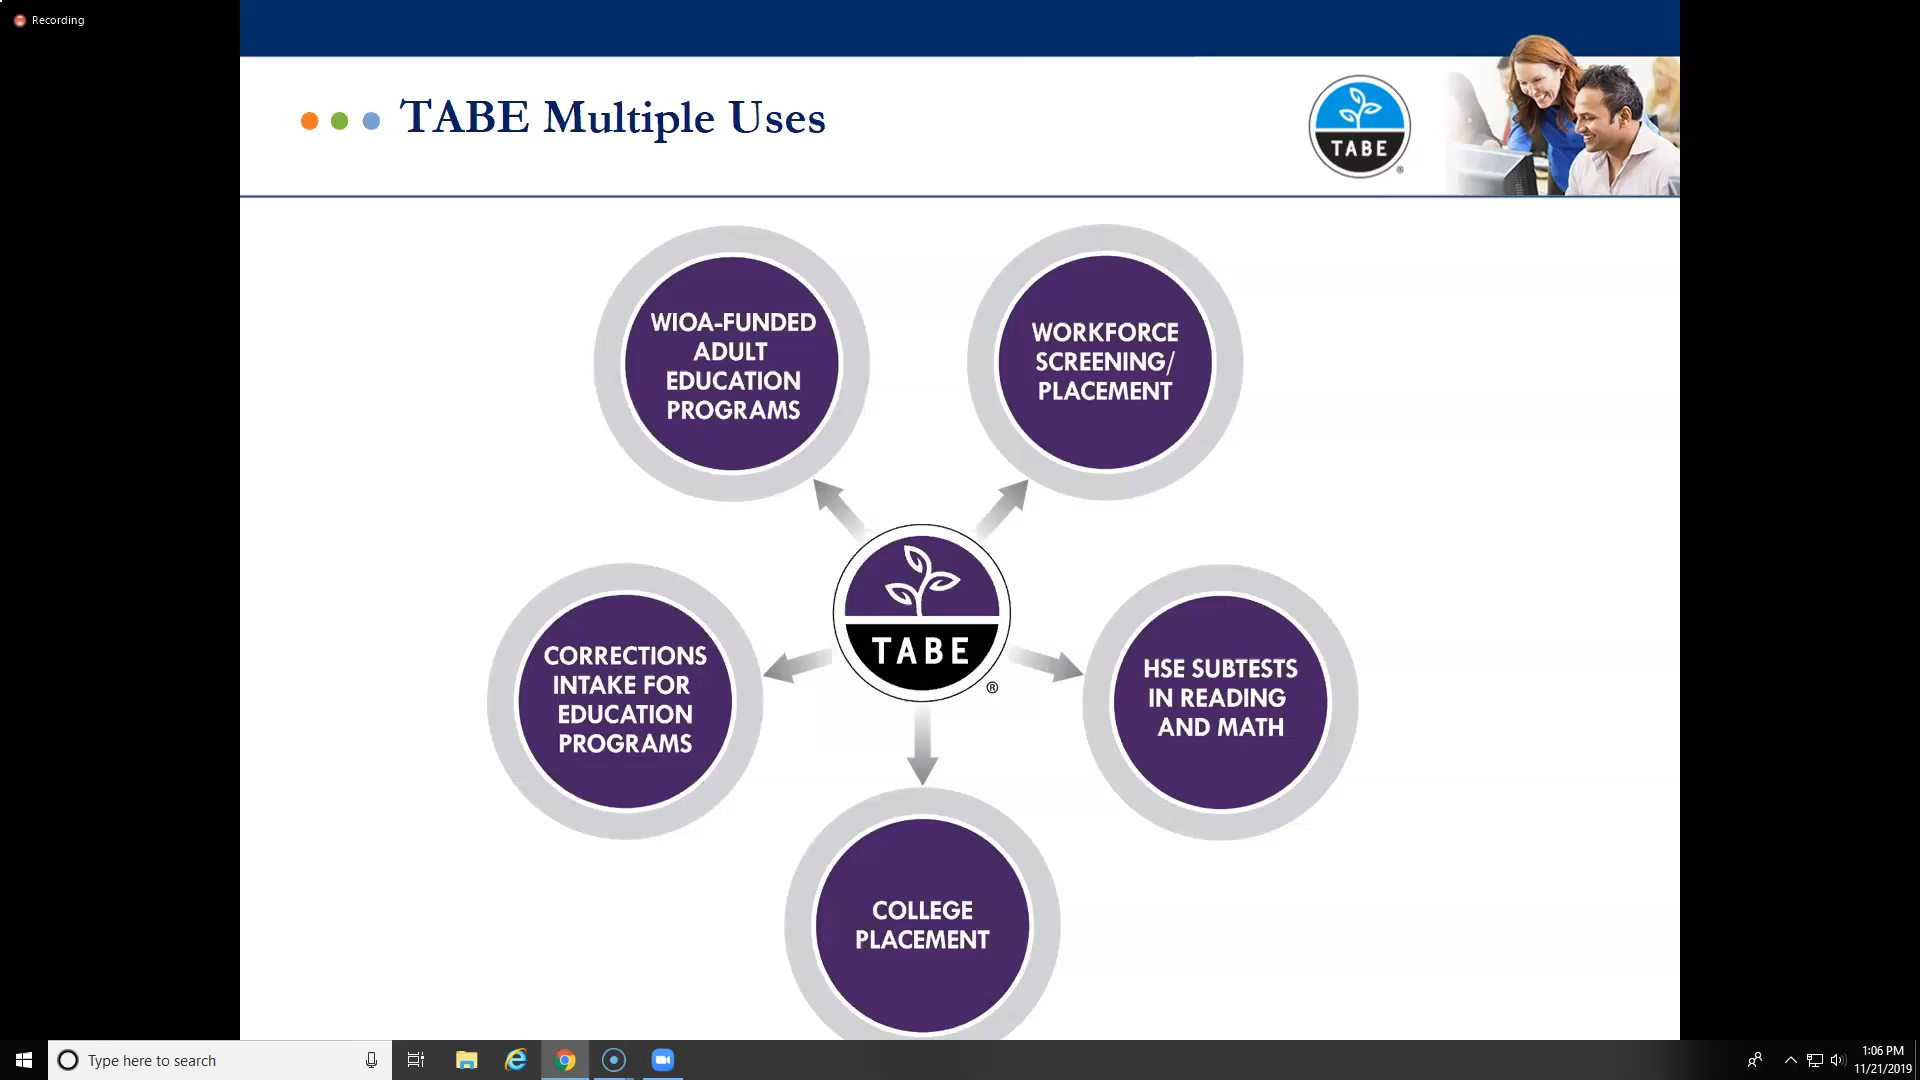 Recording
TABE Multiple Uses
TABE
®
WIOA-FUNDED
ADULT
EDUCATION
PROGRAMS
WORKFORCE
SCREENING/
PLACEMENT
TABE
®
CORRECTIONS
INTAKE FOR
EDUCATION
PROGRAMS
HSE SUBTESTS
IN READING
AND MATH
COLLEGE
PLACEMENT
Type here to search
1:06 PM
11/21/2019